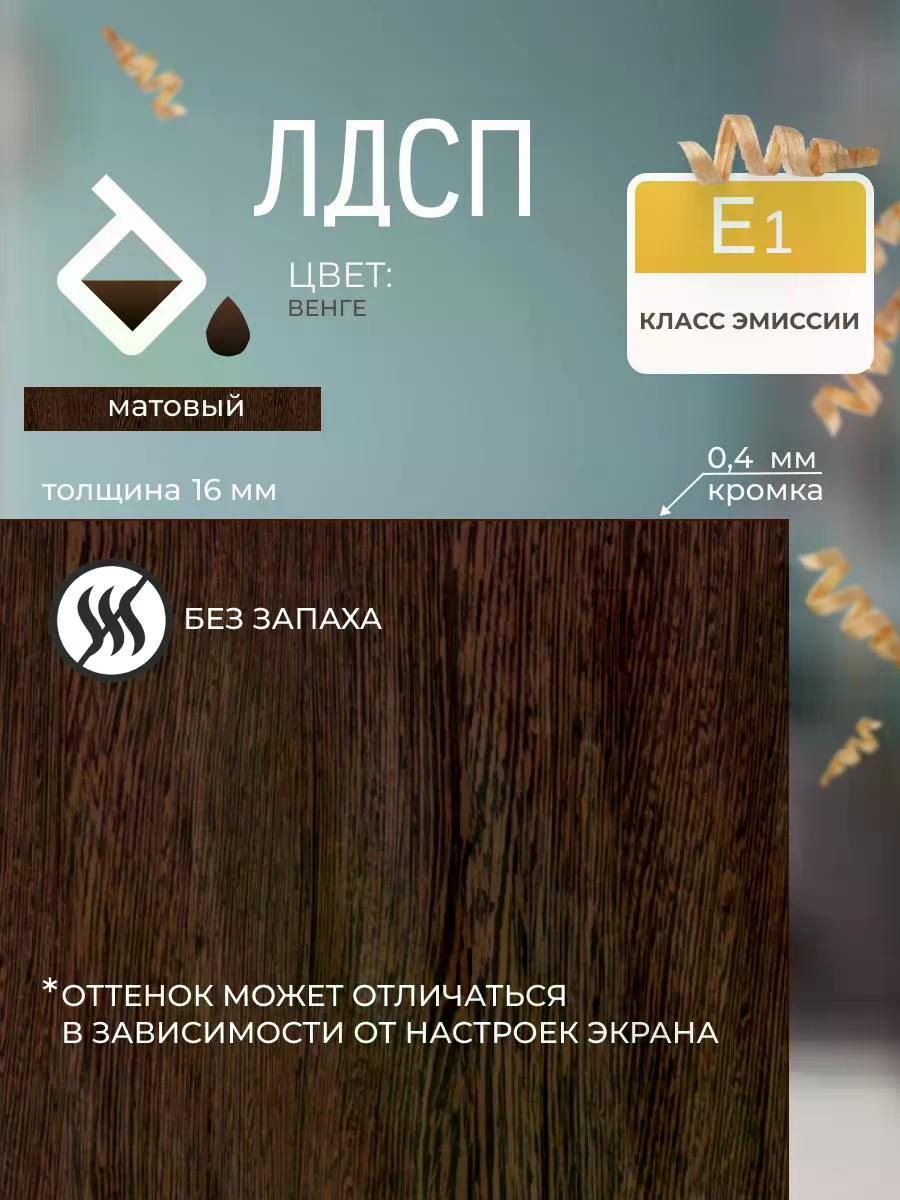 ЛДСП
E1
ЦВЕТ:
ВЕНГЕ
КЛАСС ЭМИССИИ
матовый
0,4 мм
кромка
толщина 16 мм
БЕЗ ЗАПАХА
*ОТТЕНОК МОЖЕТ ОТЛИЧАТЬСЯ
В ЗАВИСИМОСТИ ОТ НАСТРОЕК ЭКРАНА